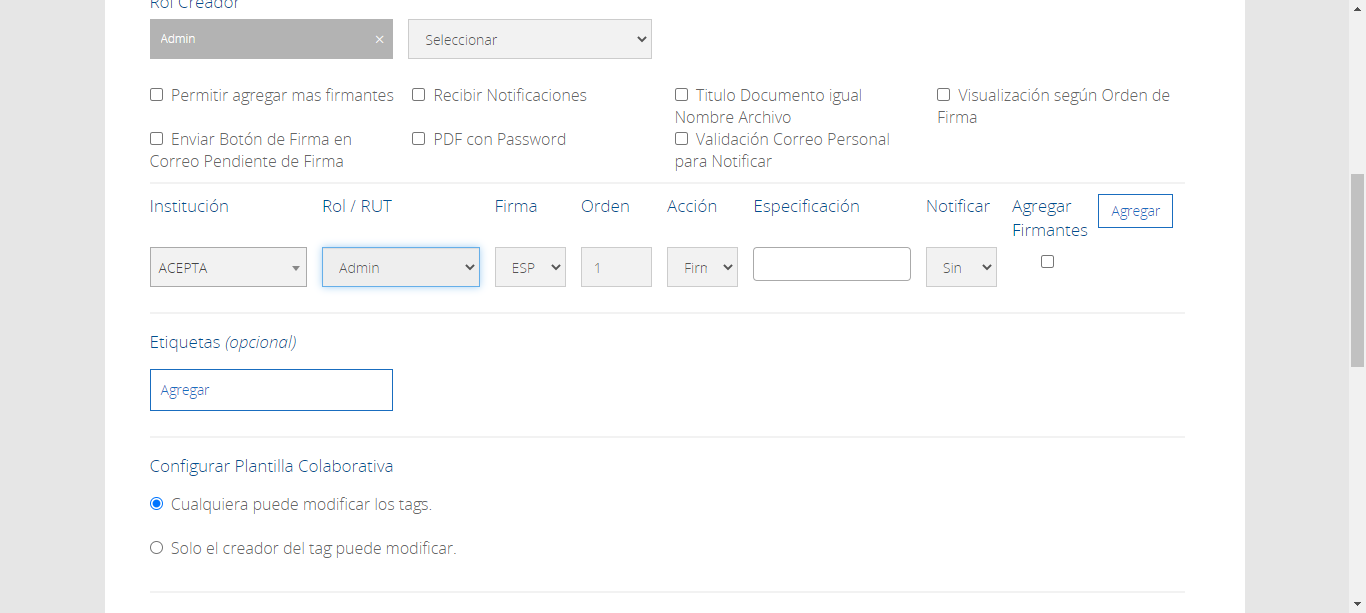 Rol Creador
Admin ×
Seleccionar
Permitir agregar mas firmantes
Recibir Notificaciones
Titulo Documento igual
Nombre Archivo
Visualización según Orden de
Firma
Enviar Botón de Firma en
Correo Pendiente de Firma
PDF con Password
Validación Correo Personal
para Notificar
Institución Rol / RUT Firma Orden Acción Especificación Notificar Agregar
Firmantes
Agregar
ACEPTA Admin ESP 1 Firn Sin
Etiquetas (opcional)
Agregar
Configurar Plantilla Colaborativa
Cualquiera puede modificar los tags.
Solo el creador del tag puede modificar.